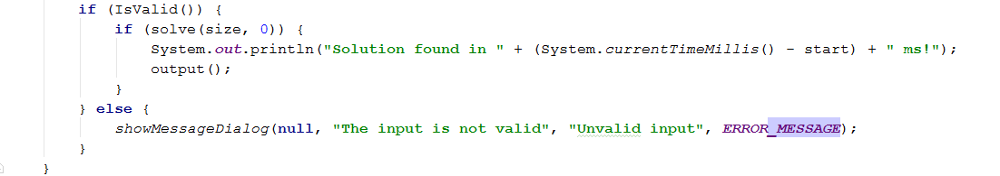 if (IsValid()) {
if (solve(size, 0)) {
System.out.println("Solution found in " + (System.currentTimeMillis() - start) + " ms!");
output();
}
} else {
showMessageDialog(null, "The input is not valid", "Unvalid input", ERROR_MESSAGE);
}
}